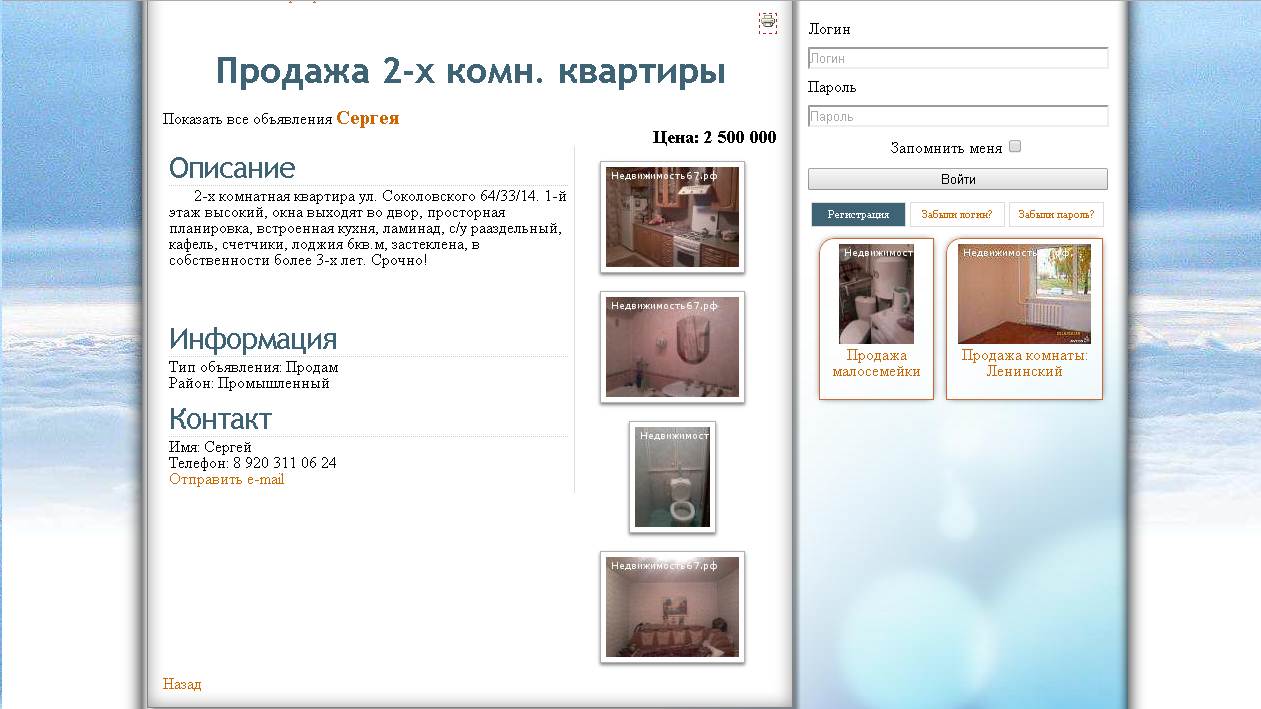 Продажа 2-х комн. квартиры
Показать все объявления Сергея
Цена: 2 500 000
Описание
2-х комнатная квартира ул. Соколовского 64/33/14. 1-й
этаж высокий, окна выходят во двор, просторная
планировка, встроенная кухня, ламинад, с/у рааздельный,
кафель, счетчики, лоджия 6кв.м, застеклена, в
собственности более 3-х лет. Срочно!
Информация
Тип объявления: Продам
Район: Промышленный
Контакт
Имя: Сергей
Телефон: 8 920 311 06 24
Отправить e-mail
Недвижимость67.рф
Недвижимость67.рф
Недвижимост
Недвижимость67.рф
Назад
Логин
Логин
Пароль
Пароль
Запомнить меня
Войти
Регистрация
Забыли логин?
Забыли пароль?
Недвижимост
Продажа
малосемейки
Недвижимость67.рф
Продажа комнаты:
Ленинский